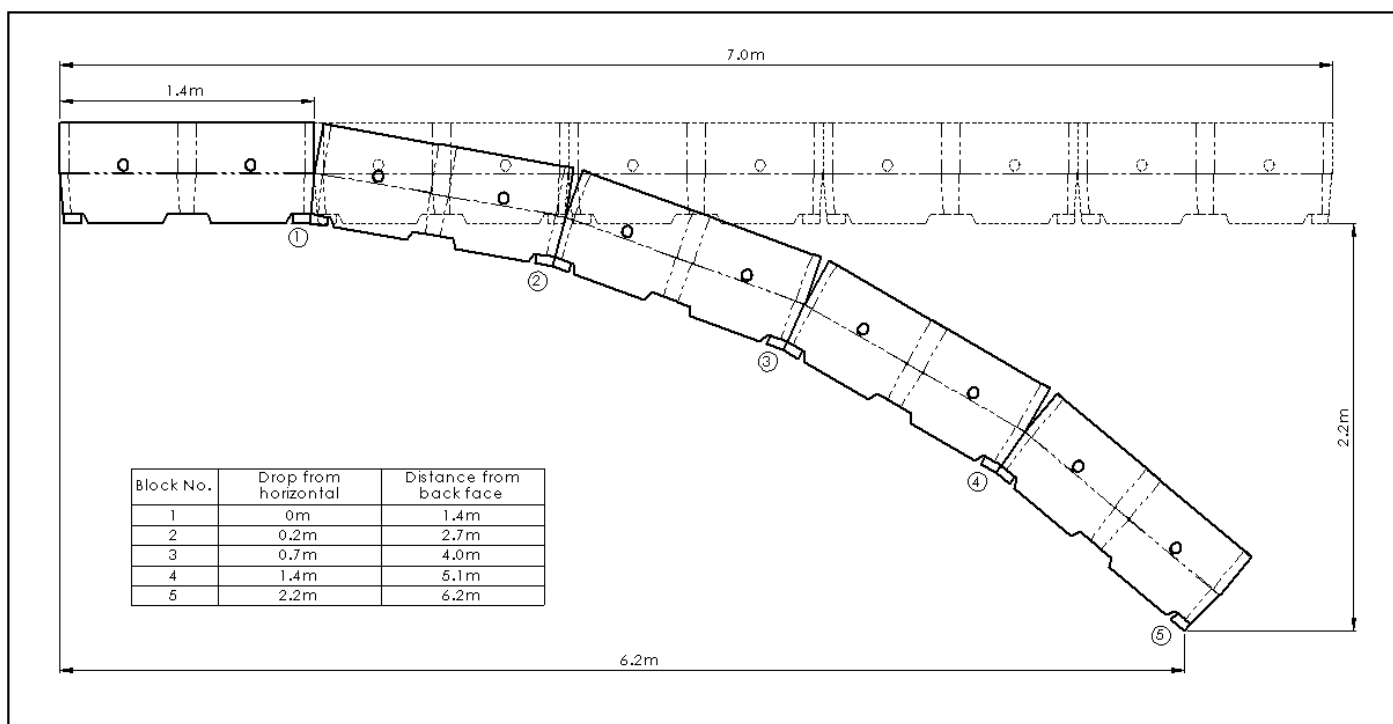 7.0m
1.4m
1
2
3
4
5
2.2m
6.2m
Block No. Drop from horizontal Distance from back face
1 0m 1.4m
2 0.2m 2.7m
3 0.7m 4.0m
4 1.4m 5.1m
5 2.2m 6.2m